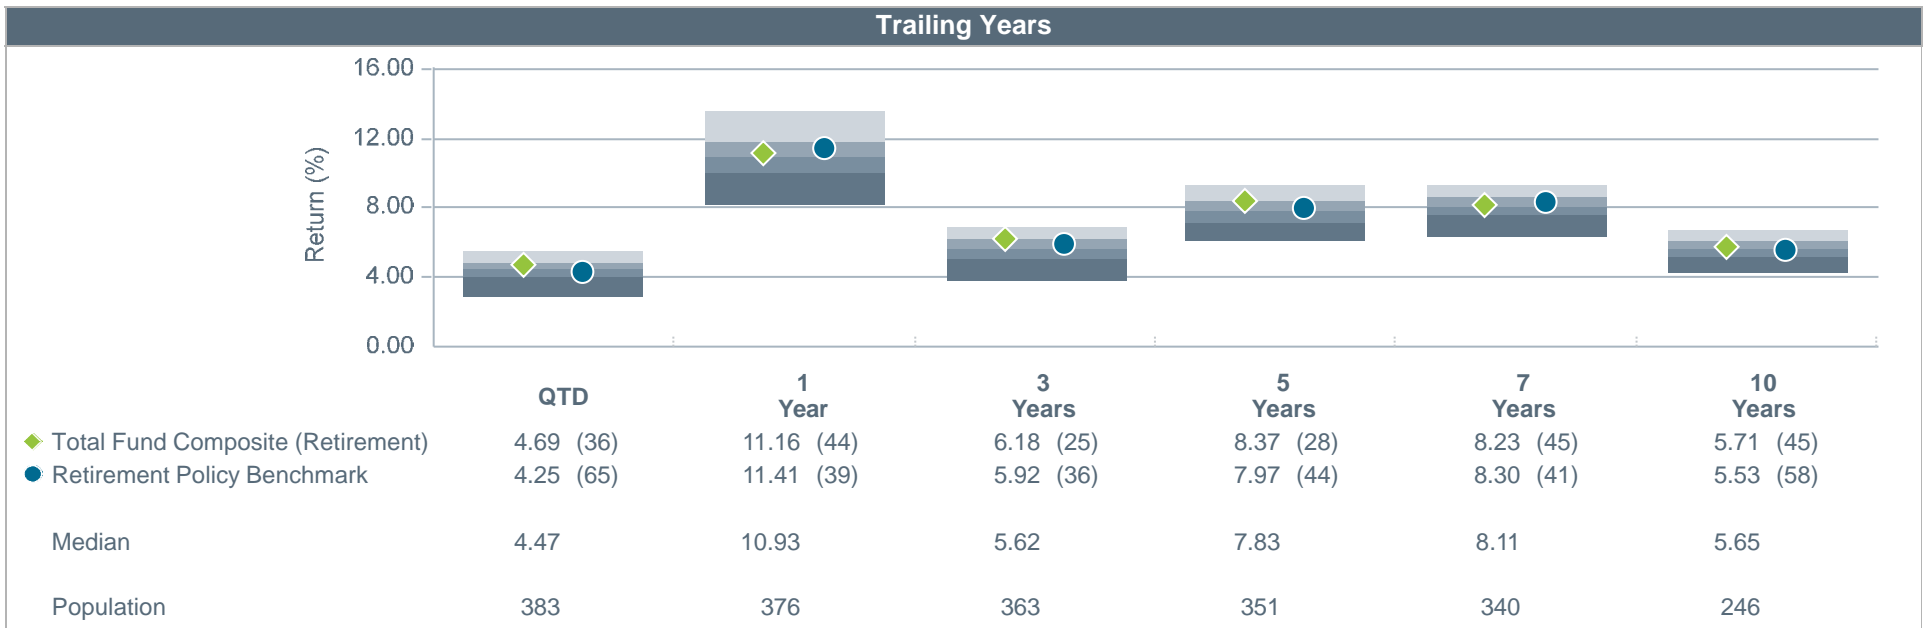 Trailing Years
16.00
12.00
8.00
4.00
0.00
Return (%)
QTD
1 Year
3 Years
5 Years
7 Years
10 Years
Total Fund Composite (Retirement) 4.69 (36) 11.16 (44) 6.18 (25) 8.37 (28) 8.23 (45) 5.71 (45)
Retirement Policy Benchmark 4.25 (65) 11.41 (39) 5.92 (36) 7.97 (44) 8.30 (41) 5.53 (58)
Median 4.47 10.93 5.62 7.83 8.11 5.65
Population 383 376 363 351 340 246